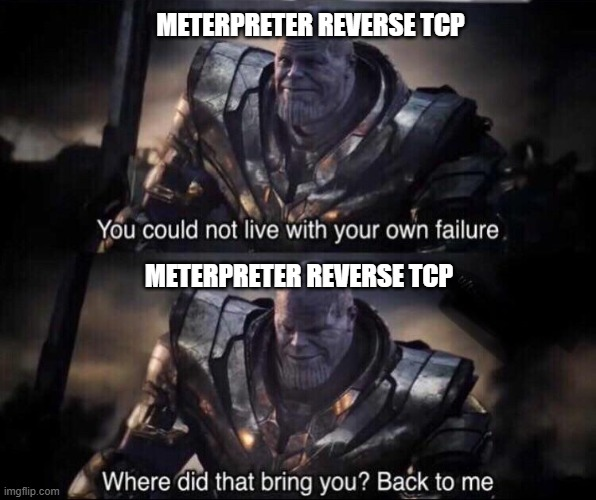 METERPRETER REVERSE TCP
You could not live with your own failure
METERPRETER REVERSE TCP
Where did that bring you? Back to me
imgflip.com